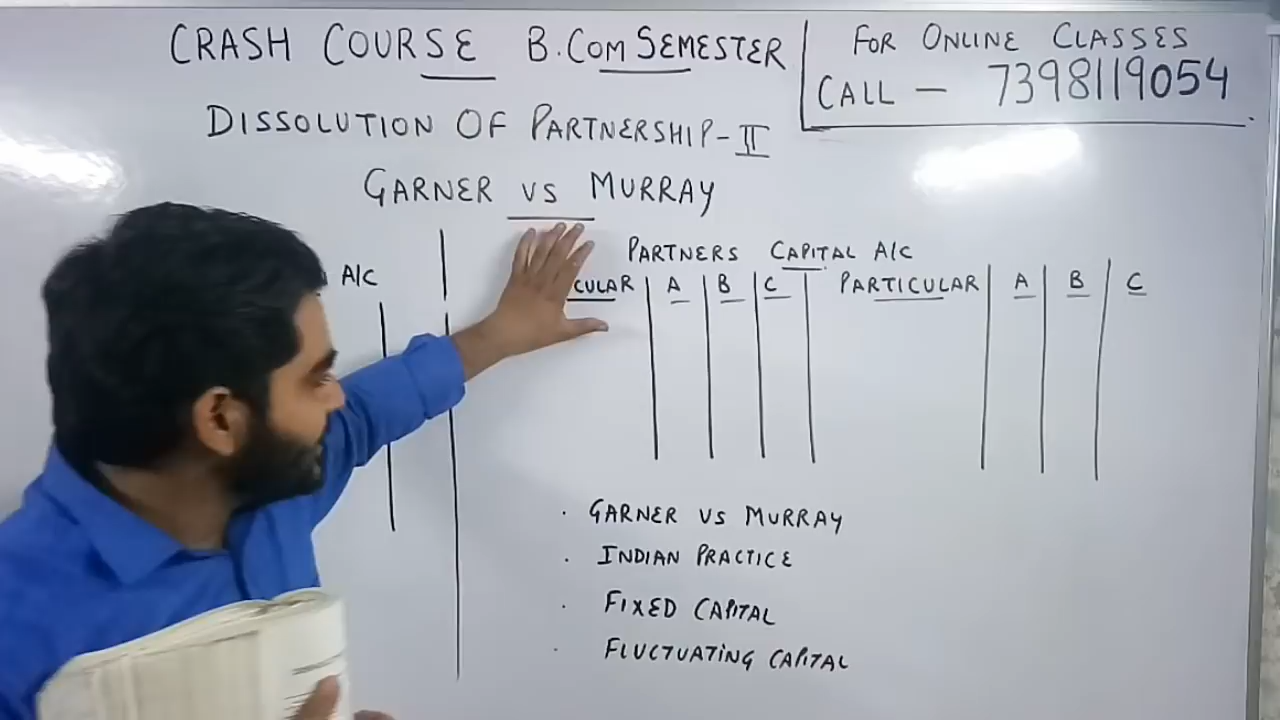 CRASH COURSE B.COM SEMESTER
FOR ONLINE CLASSES
CALL - 7398119054
DISSOLUTION OF PARTNERSHIP-II
GARNER VS MURRAY
A/C
PARTNERS CAPITAL A/C
CULAR A B C PARTICULAR A B C
. GARNER VS MURRAY
. INDIAN PRACTICE
. FIXED CAPITAL
. FLUCTUATING CAPITAL